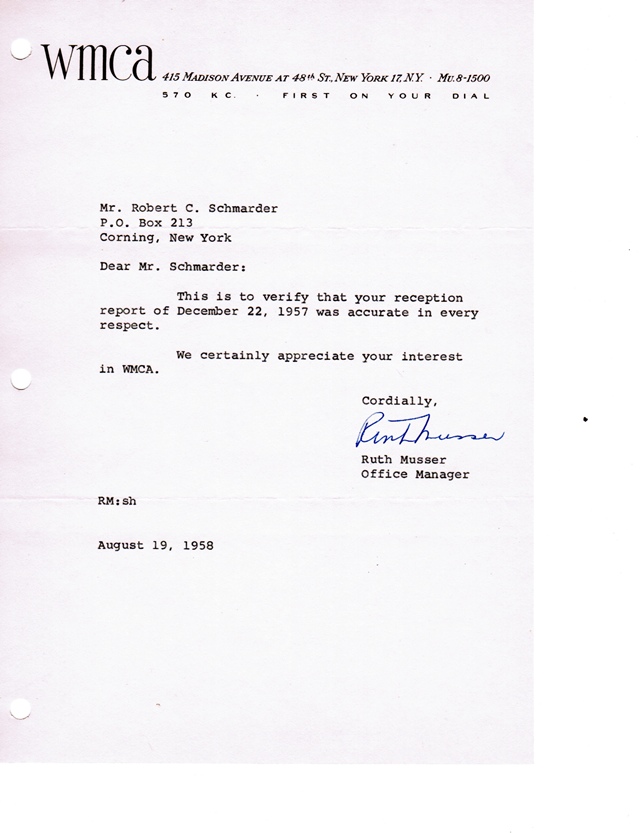 wmca
415 MADISON AVENUE AT 48th ST., NEW YORK 17, N.Y. · MU. 8-1500
570 KC. · FIRST ON YOUR DIAL
Mr. Robert C. Schmarder
P.O. Box 213
Corning, New York
Dear Mr. Schmarder:
This is to verify that your reception
report of December 22, 1957 was accurate in every
respect.
We certainly appreciate your interest
in WMCA.
Cordially,
Ruth Musser
Ruth Musser
Office Manager
RM:sh
August 19, 1958